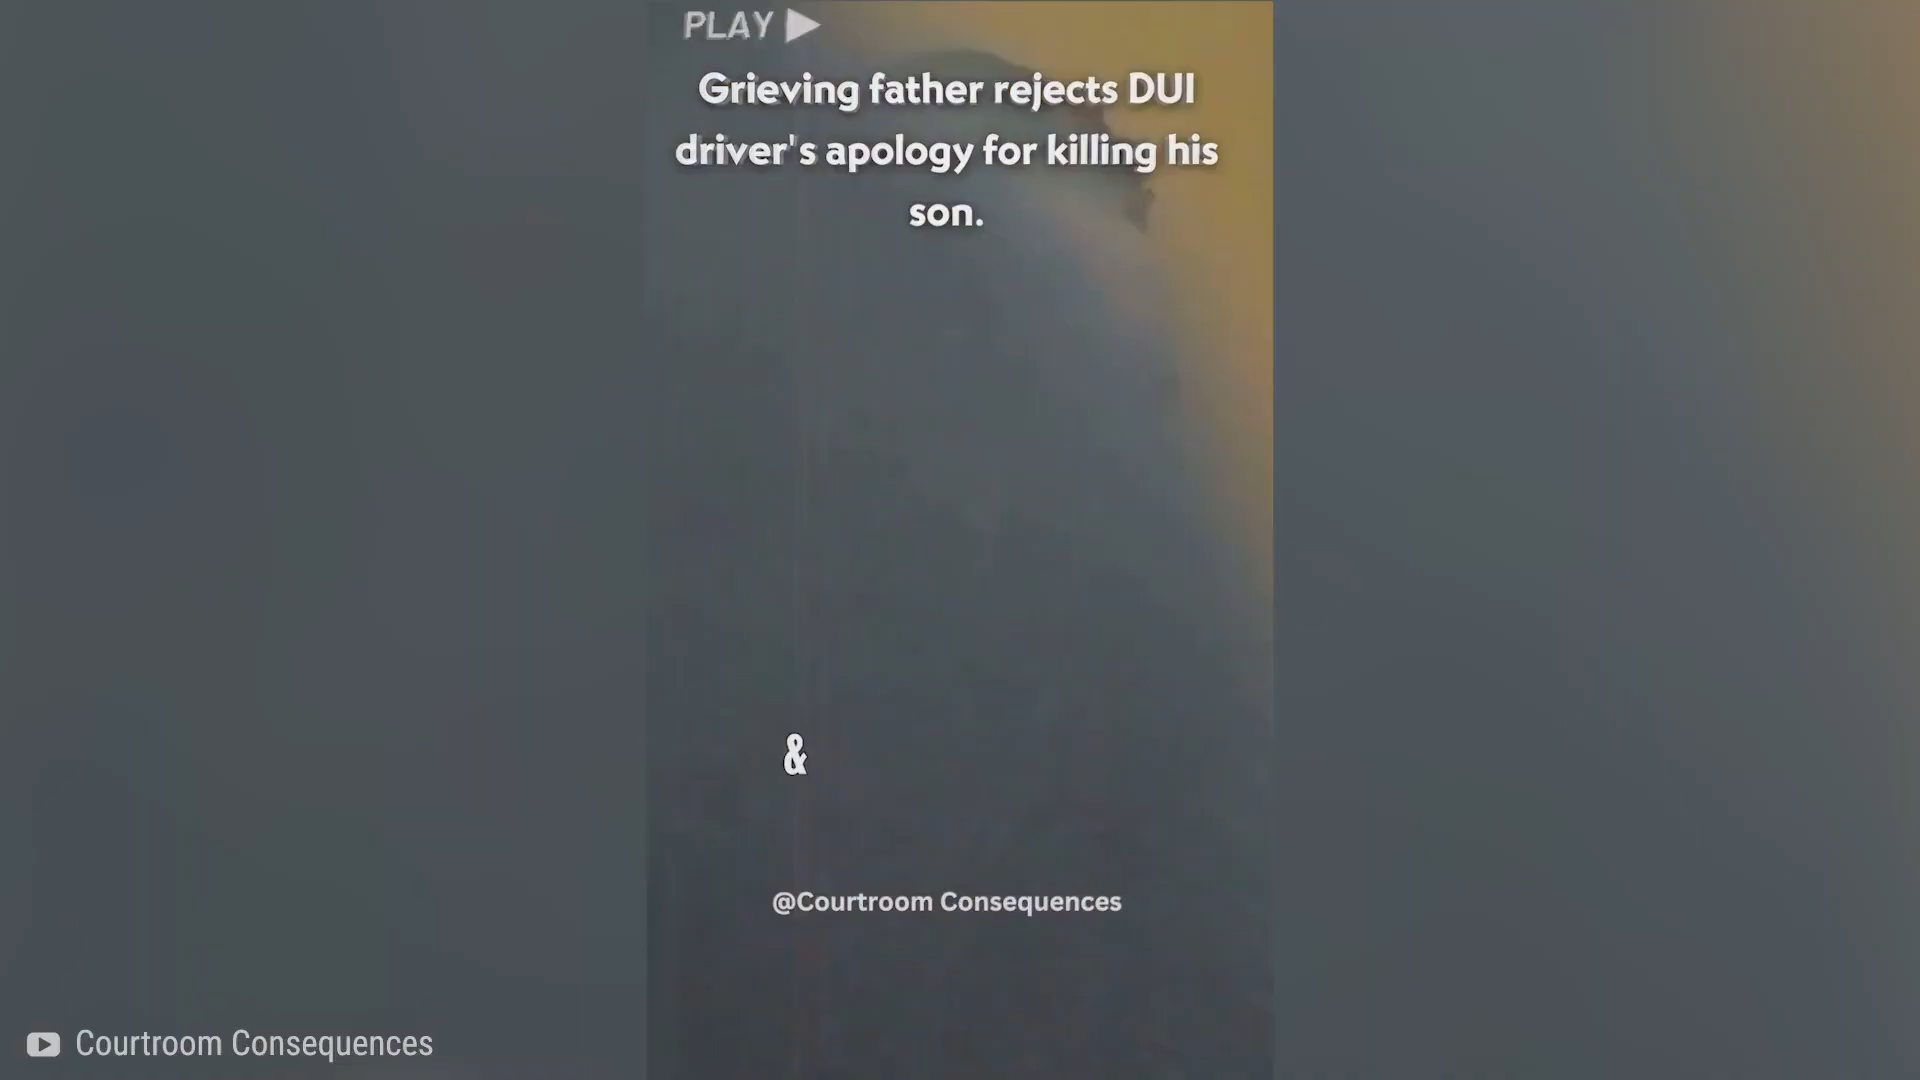 PLAY
Grieving father rejects DUI
driver's apology for killing his
son.
&
@Courtroom Consequences
Courtroom Consequences